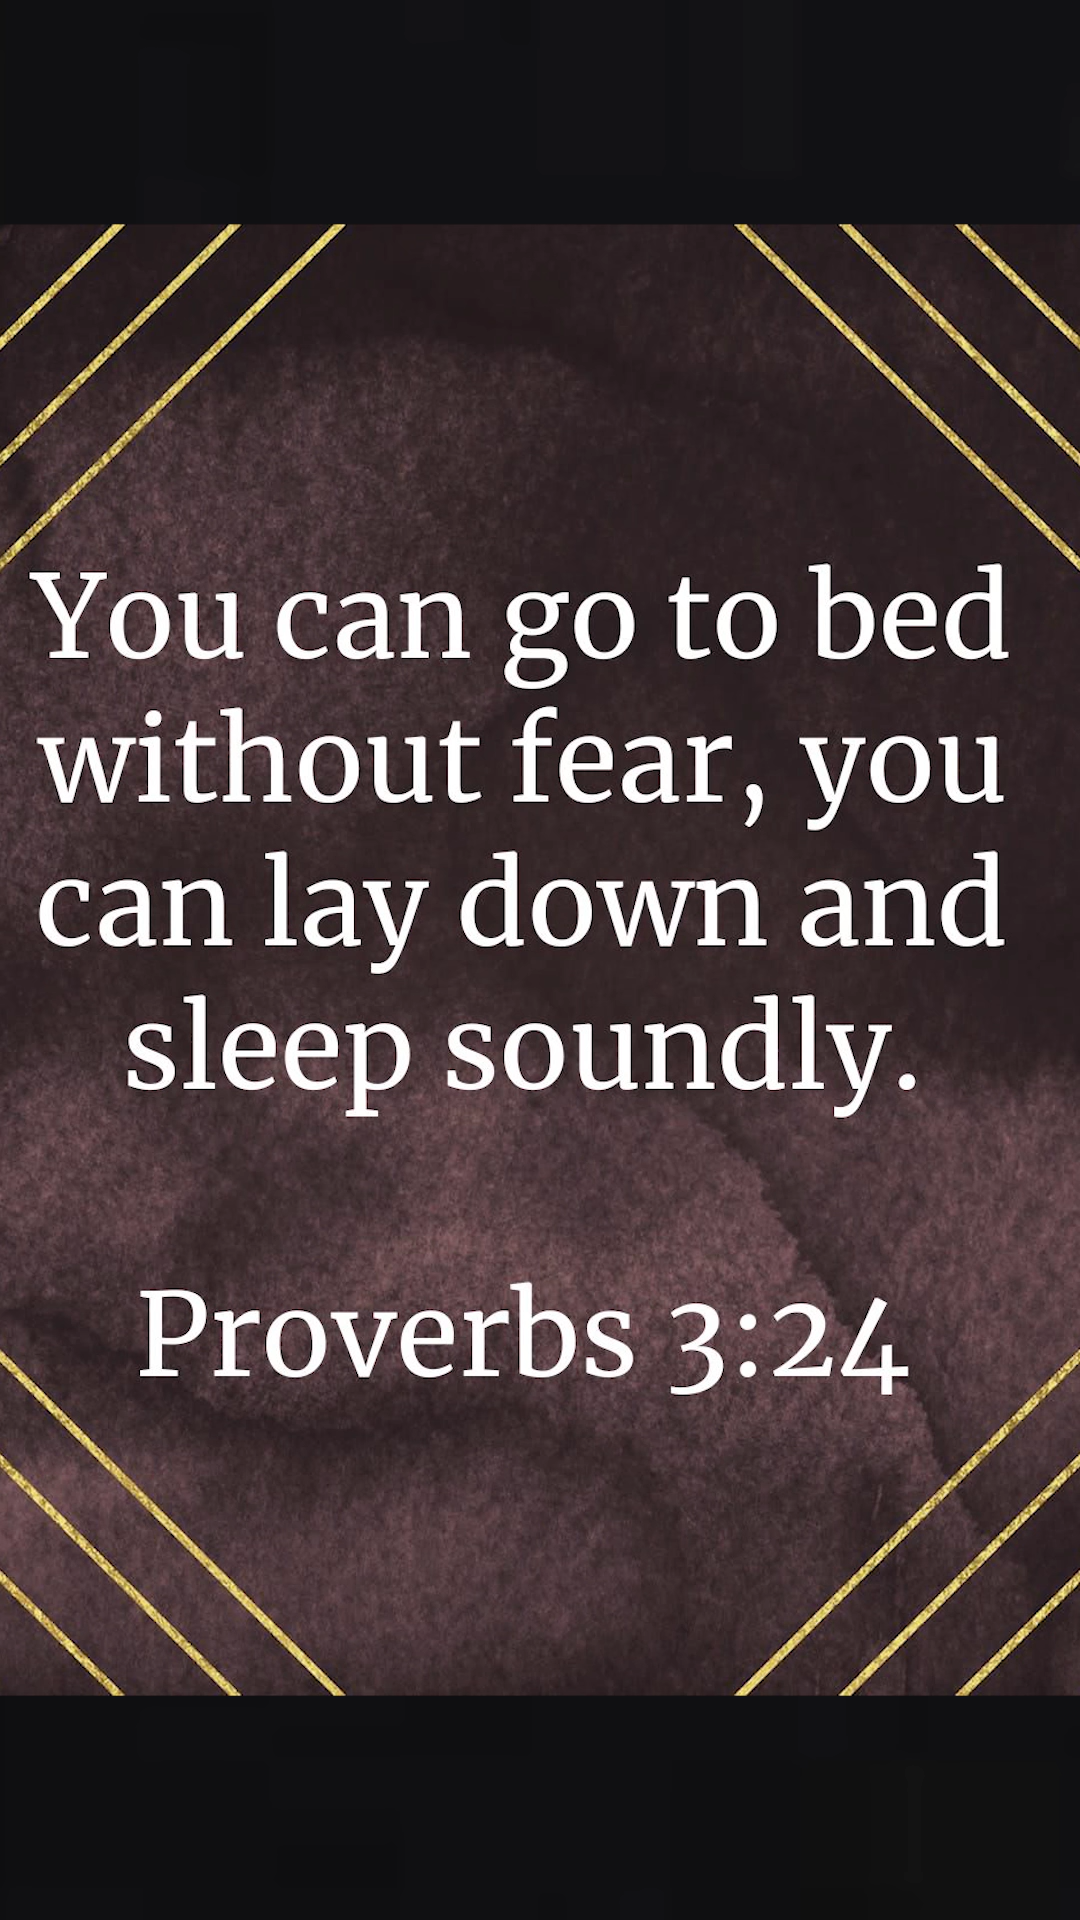 You can go to bed
without fear, you
can lay down and
sleep soundly.
Proverbs 3:24